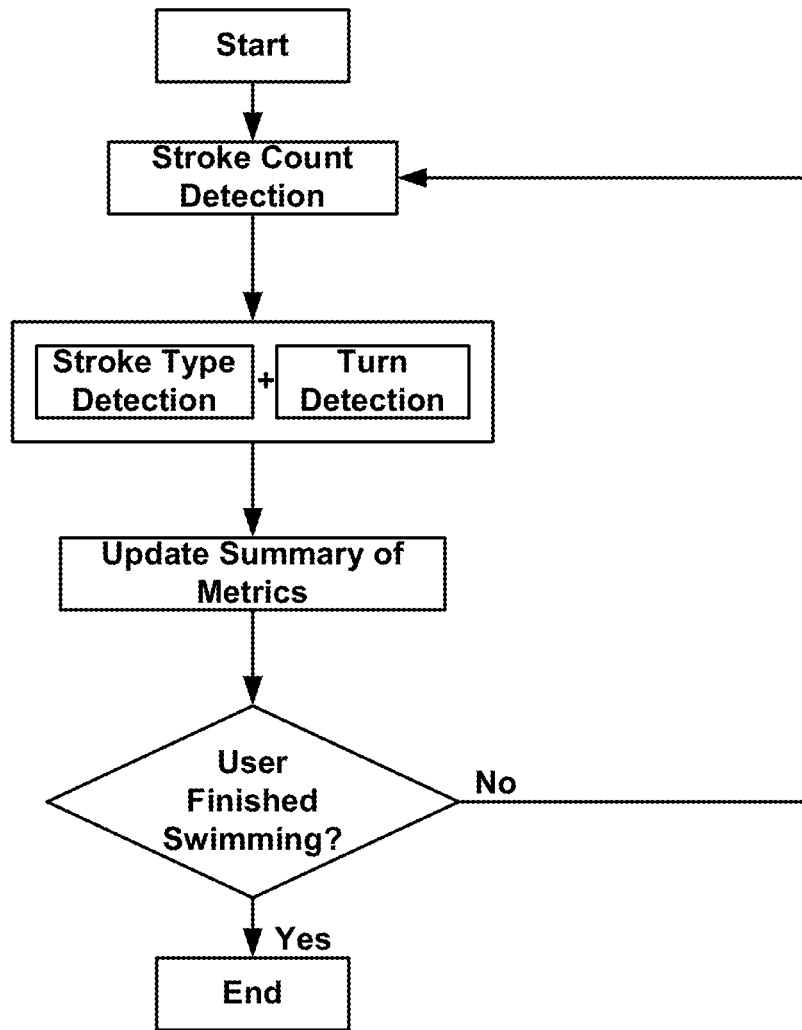 Start
Stroke Count
Detection
Stroke Type
Detection
+
Turn
Detection
Update Summary of
Metrics
User
Finished
Swimming?
No
Yes
End